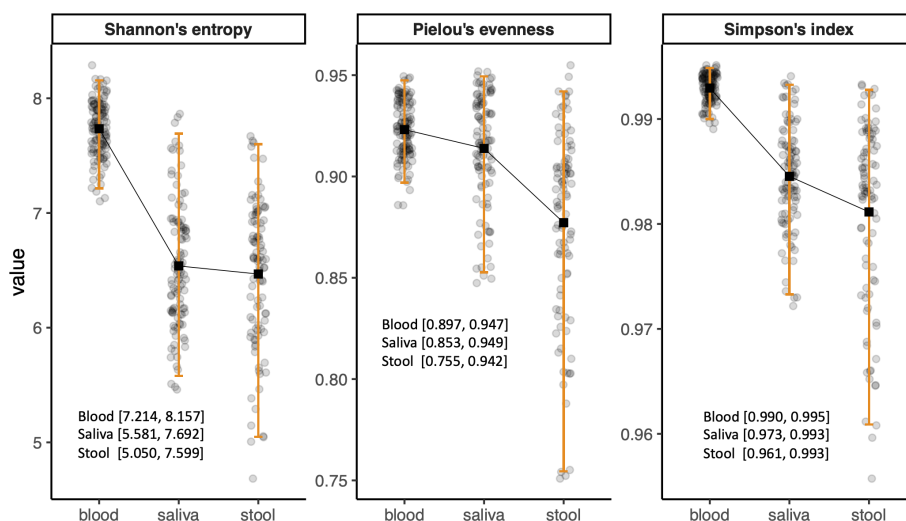 Shannon's entropy
Pielou's evenness
Simpson's index
value
8
7
6
5
Blood [7.214, 8.157]
Saliva [5.581, 7.692]
Stool [5.050, 7.599]
blood saliva stool
0.95
0.90
0.85
0.80
0.75
Blood [0.897, 0.947]
Saliva [0.853, 0.949]
Stool [0.755, 0.942]
blood saliva stool
0.99
0.98
0.97
0.96
Blood [0.990, 0.995]
Saliva [0.973, 0.993]
Stool [0.961, 0.993]
blood saliva stool